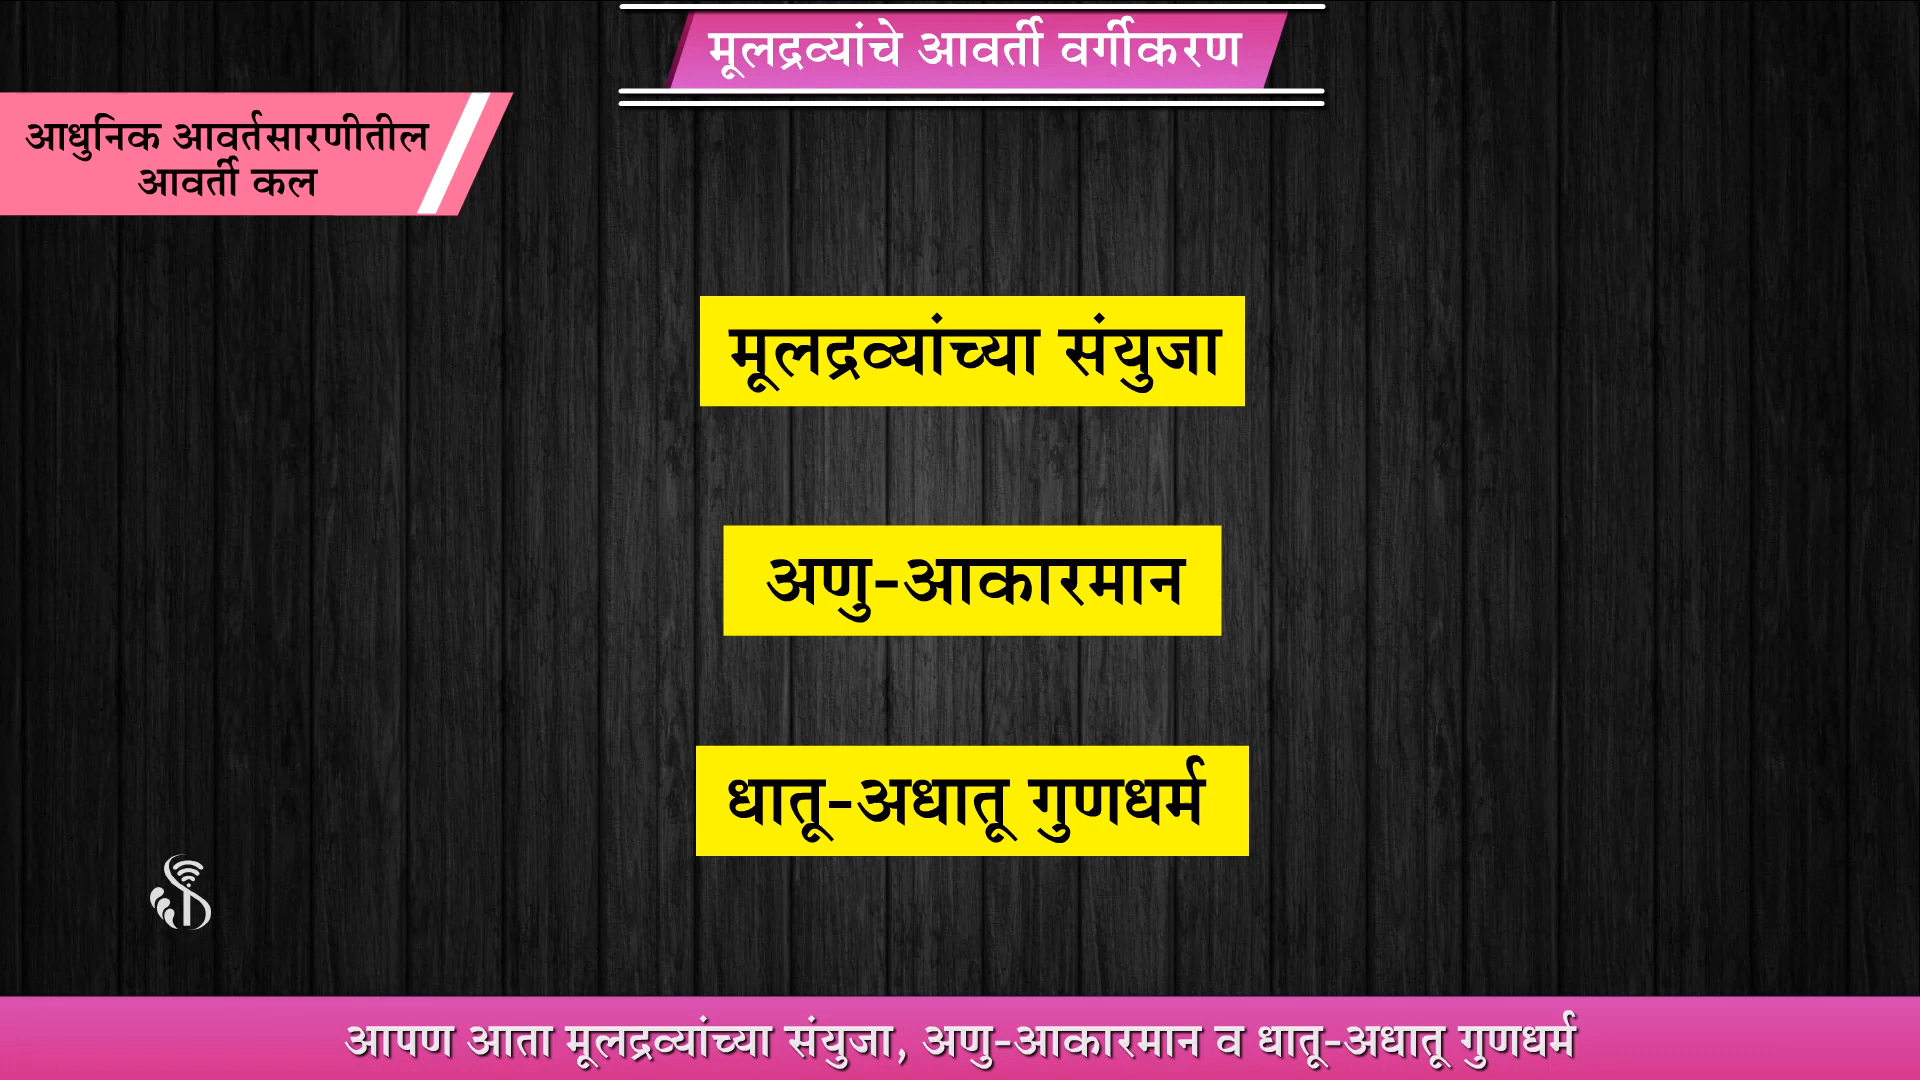 मूलद्रव्यांचे आवर्ती वर्गीकरण
आधुनिक आवर्तसारणीतील
आवर्ती कल
मूलद्रव्यांच्या संयुजा
अणु-आकारमान
धातू-अधातू गुणधर्म
आपण आता मूलद्रव्यांच्या संयुजा, अणु-आकारमान व धातू-अधातू गुणधर्म